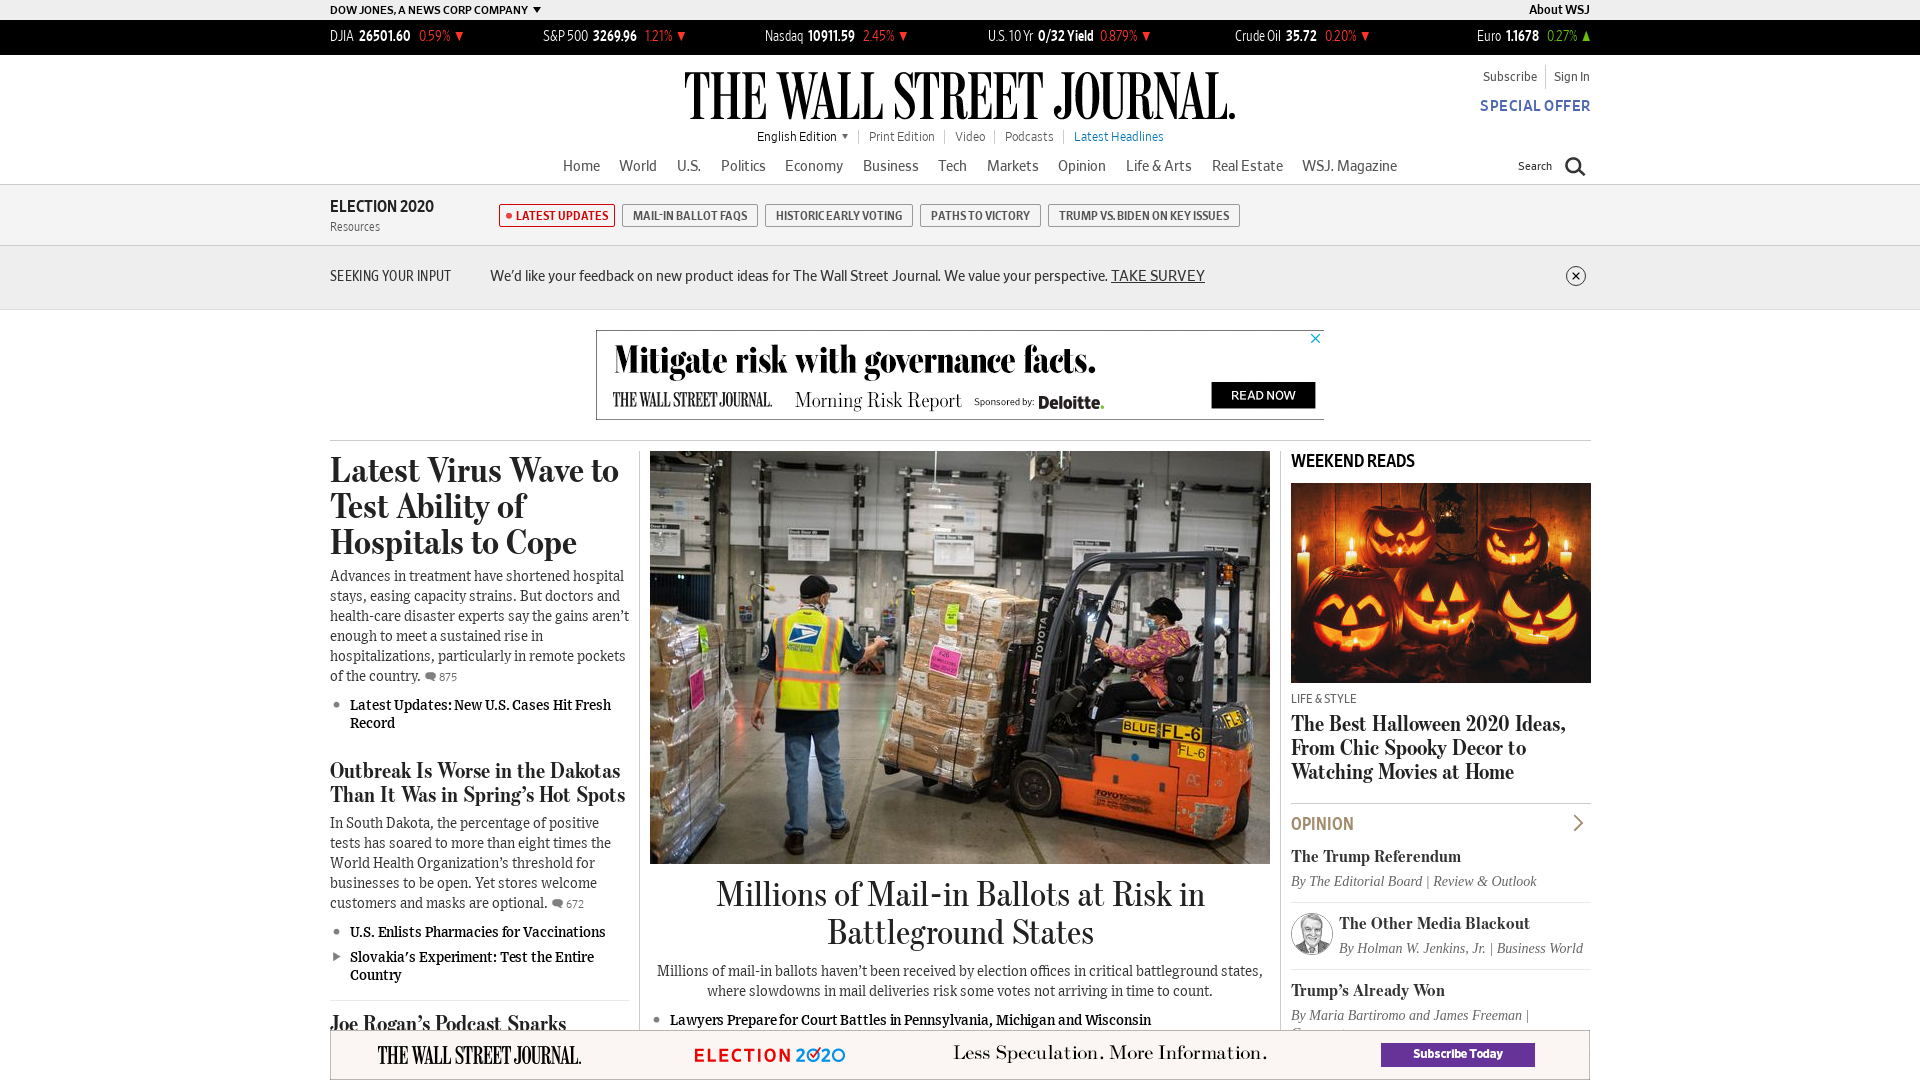 DOW JONES, A NEWS CORP COMPANY
About WSJ
DJIA 26501.60 0.59%
S&P 500 3269.96 1.21%
Nasdaq 10911.59 2.45%
U.S. 10 Yr 0/32 Yield 0.879%
Crude Oil 35.72 0.20%
Euro 1.1678 0.27%
THE WALL STREET JOURNAL.
Subscribe
Sign In
SPECIAL OFFER
English Edition
Print Edition
Video
Podcasts
Latest Headlines
Home
World
U.S.
Politics
Economy
Business
Tech
Markets
Opinion
Life & Arts
Real Estate
WSJ. Magazine
Search
ELECTION 2020
Resources
LATEST UPDATES
MAIL-IN BALLOT FAQS
HISTORIC EARLY VOTING
PATHS TO VICTORY
TRUMP VS. BIDEN ON KEY ISSUES
SEEKING YOUR INPUT
We’d like your feedback on new product ideas for The Wall Street Journal. We value your perspective. TAKE SURVEY
Mitigate risk with governance facts.
THE WALL STREET JOURNAL.
Morning Risk Report
Sponsored by: Deloitte.
READ NOW
Latest Virus Wave to
Test Ability of
Hospitals to Cope
Advances in treatment have shortened hospital
stays, easing capacity strains. But doctors and
health-care disaster experts say the gains aren’t
enough to meet a sustained rise in
hospitalizations, particularly in remote pockets
of the country. 875
Latest Updates: New U.S. Cases Hit Fresh
Record
Outbreak Is Worse in the Dakotas
Than It Was in Spring’s Hot Spots
In South Dakota, the percentage of positive
tests has soared to more than eight times the
World Health Organization’s threshold for
businesses to be open. Yet stores welcome
customers and masks are optional. 672
U.S. Enlists Pharmacies for Vaccinations
Slovakia’s Experiment: Test the Entire
Country
Joe Rogan’s Podcast Sparks
TOYOTA
BLUE FL-6
FL-6
FL-5
Millions of Mail-in Ballots at Risk in
Battleground States
Millions of mail-in ballots haven’t been received by election offices in critical battleground states,
where slowdowns in mail deliveries risk some votes not arriving in time to count.
Lawyers Prepare for Court Battles in Pennsylvania, Michigan and Wisconsin
WEEKEND READS
LIFE & STYLE
The Best Halloween 2020 Ideas,
From Chic Spooky Decor to
Watching Movies at Home
OPINION
The Trump Referendum
By The Editorial Board | Review & Outlook
The Other Media Blackout
By Holman W. Jenkins, Jr. | Business World
Trump’s Already Won
By Maria Bartiromo and James Freeman |
THE WALL STREET JOURNAL.
ELECTION 2020
Less Speculation. More Information.
Subscribe Today